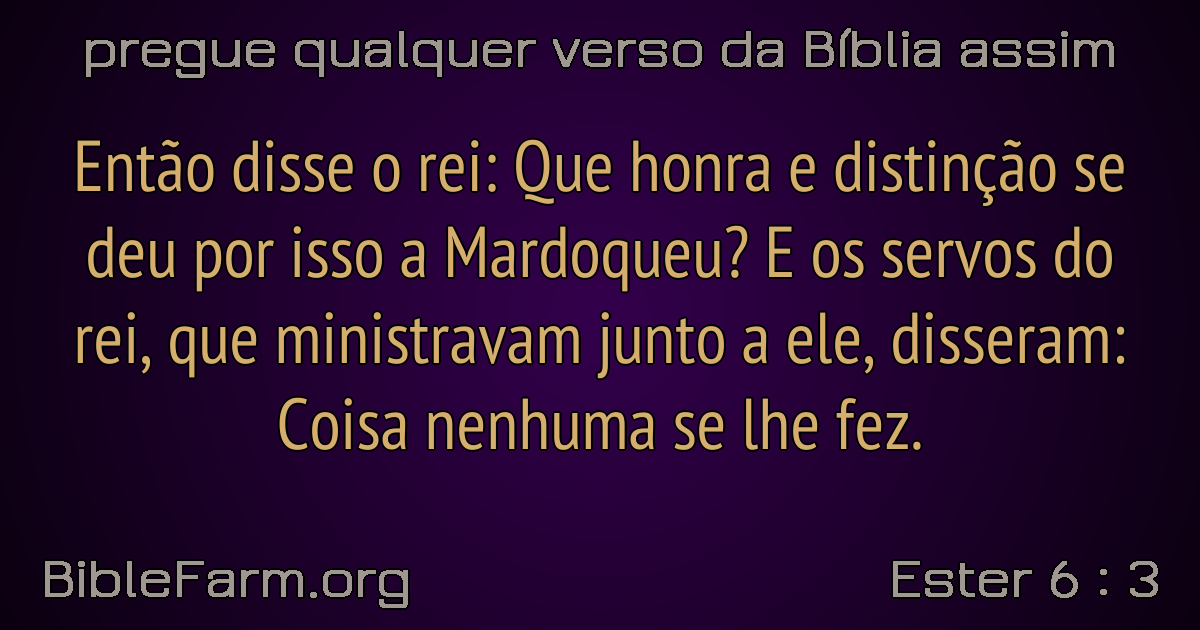 pregue qualquer verso da Bíblia assim
Então disse o rei: Que honra e distinção se
deu por isso a Mardoqueu? E os servos do
rei, que ministravam junto a ele, disseram:
Coisa nenhuma se lhe fez.
BibleFarm.org
Ester 6 : 3